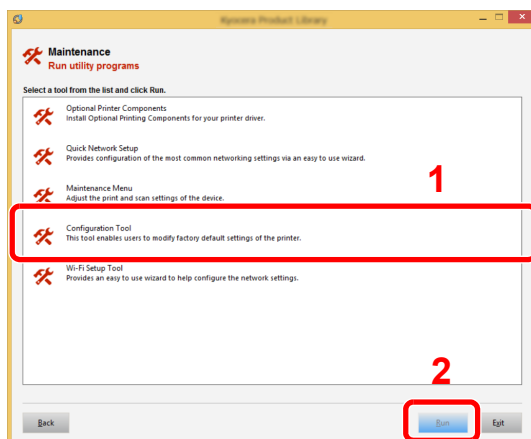 Kyocera Product Library
Maintenance
Run utility programs
Select a tool from the list and click Run.
Optional Printer Components
Install Optional Printing Components for your printer driver.
Quick Network Setup
Provides configuration of the most common networking settings via an easy to use wizard.
1
Maintenance Menu
Adjust the print and scan settings of the device.
Configuration Tool
This tool enables users to modify factory default settings of the printer.
Wi-Fi Setup Tool
Provides an easy to use wizard to help configure the network settings.
2
Back
Run
Exit